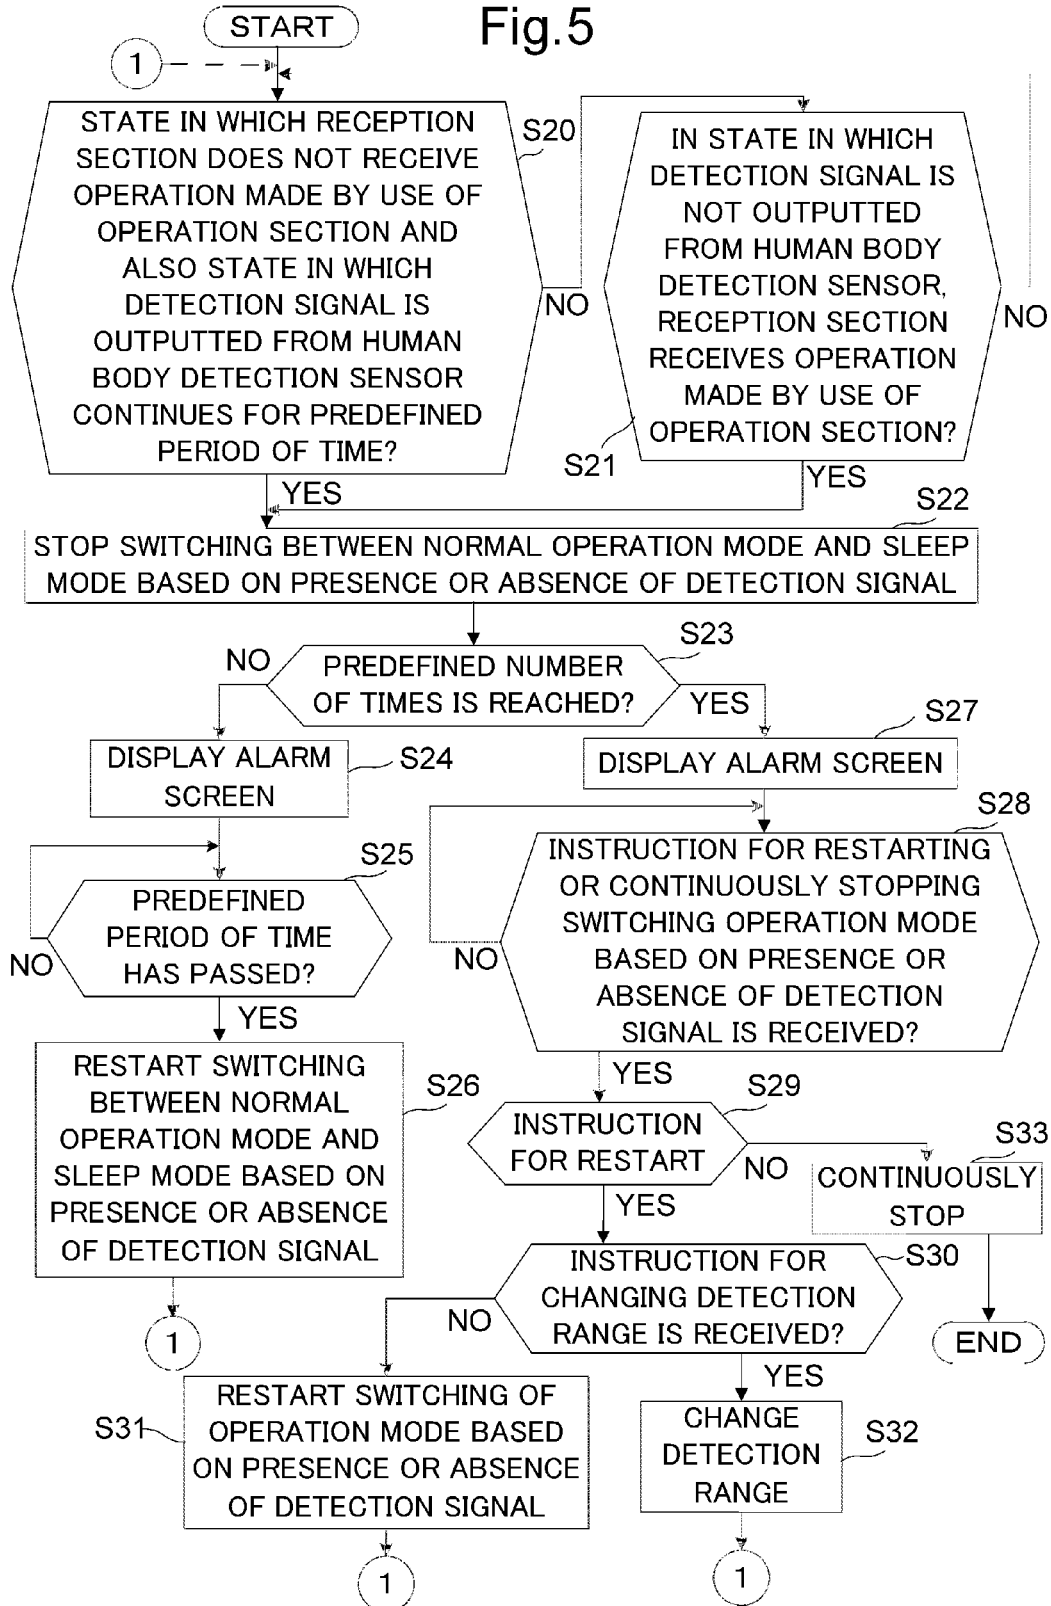 START
Fig.5
1
STATE IN WHICH RECEPTION
SECTION DOES NOT RECEIVE
OPERATION MADE BY USE OF
OPERATION SECTION AND
ALSO STATE IN WHICH
DETECTION SIGNAL IS
OUTPUTTED FROM HUMAN
BODY DETECTION SENSOR
CONTINUES FOR PREDEFINED
PERIOD OF TIME?
S20
NO
YES
IN STATE IN WHICH
DETECTION SIGNAL IS
NOT OUTPUTTED
FROM HUMAN BODY
DETECTION SENSOR,
RECEPTION SECTION
RECEIVES OPERATION
MADE BY USE OF
OPERATION SECTION?
S21
NO
YES
S22
STOP SWITCHING BETWEEN NORMAL OPERATION MODE AND SLEEP
MODE BASED ON PRESENCE OR ABSENCE OF DETECTION SIGNAL
S23
PREDEFINED NUMBER
OF TIMES IS REACHED?
NO
YES
DISPLAY ALARM
SCREEN
S24
S27
DISPLAY ALARM SCREEN
S25
PREDEFINED
PERIOD OF TIME
HAS PASSED?
NO
YES
S28
INSTRUCTION FOR RESTARTING
OR CONTINUOUSLY STOPPING
SWITCHING OPERATION MODE
BASED ON PRESENCE OR
ABSENCE OF DETECTION
SIGNAL IS RECEIVED?
NO
YES
RESTART SWITCHING
BETWEEN NORMAL
OPERATION MODE AND
SLEEP MODE BASED ON
PRESENCE OR ABSENCE
OF DETECTION SIGNAL
S26
1
S29
INSTRUCTION
FOR RESTART
NO
YES
S33
CONTINUOUSLY
STOP
END
S30
INSTRUCTION FOR
CHANGING DETECTION
RANGE IS RECEIVED?
NO
YES
S31
RESTART SWITCHING OF
OPERATION MODE BASED
ON PRESENCE OR ABSENCE
OF DETECTION SIGNAL
1
CHANGE
DETECTION
RANGE
S32
1